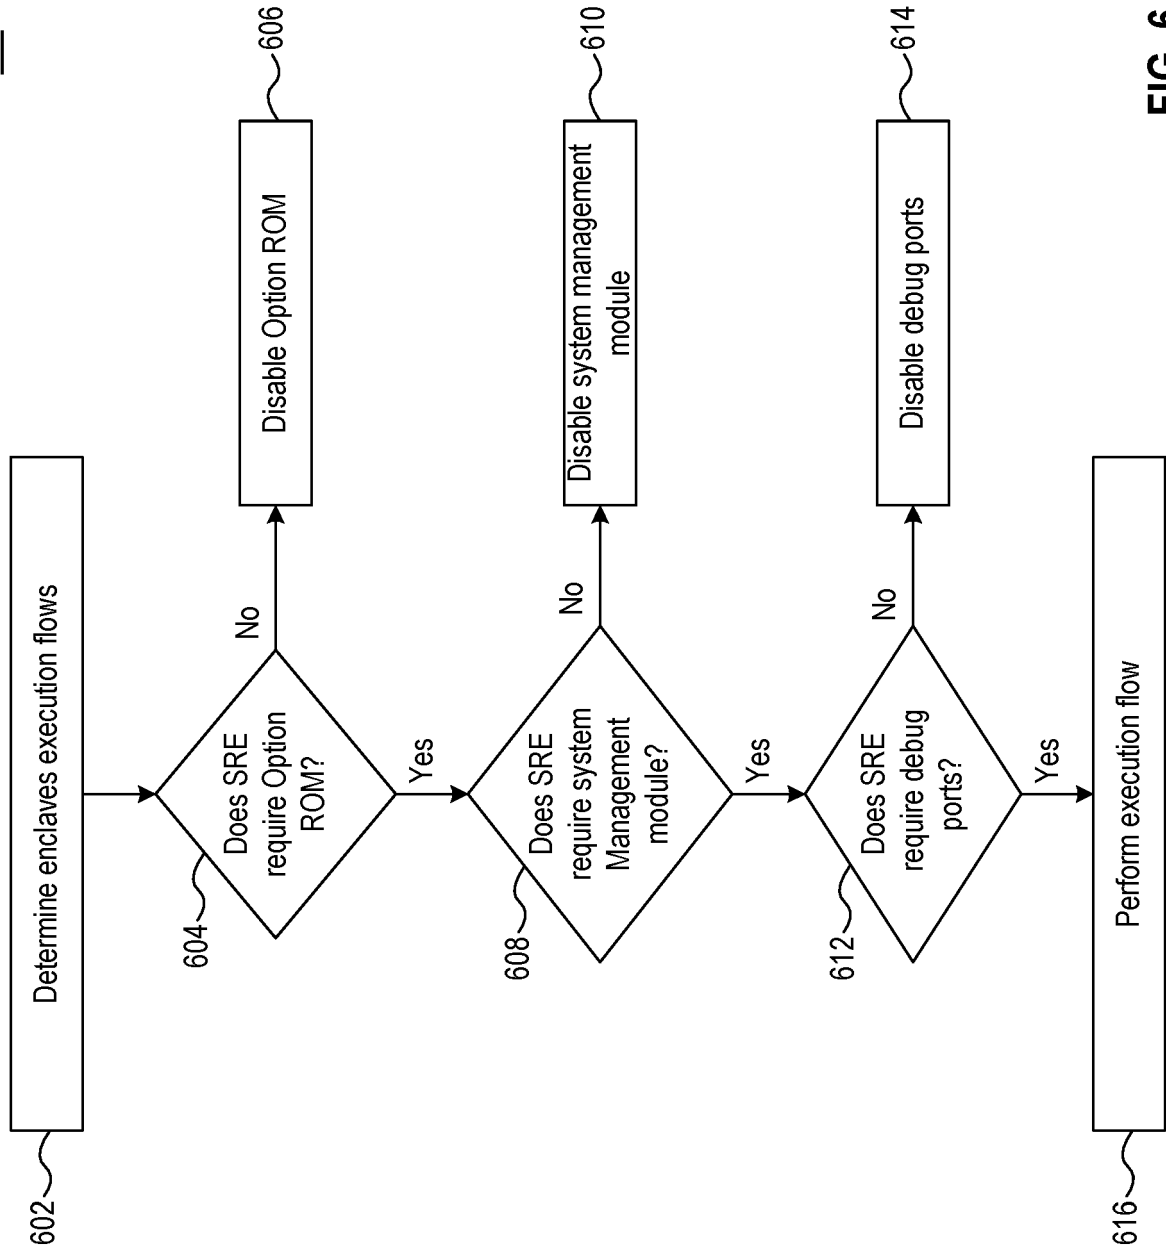 602
Determine enclaves execution flows
604
Does SRE
require Option
ROM?
No
Disable Option ROM
606
Yes
608
Does SRE
require system
Management
module?
No
Disable system management
module
610
Yes
612
Does SRE
require debug
ports?
No
Disable debug ports
614
Yes
616
Perform execution flow
FIG. 6